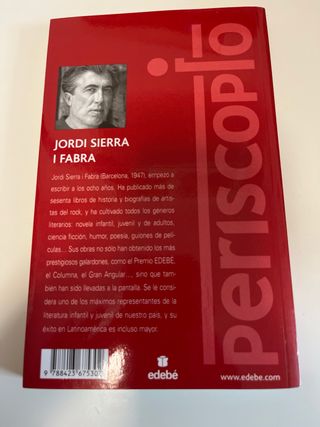 JORDI SIERRA
I FABRA
Jordi Sierra i Fabra (Barcelona, 1947), empezó a
escribir a los ocho años. Ha publicado más de
sesenta libros de historia y biografías de artis-
tas del rock, y ha cultivado todos los géneros
literarios: novela infantil, juvenil y de adultos,
ciencia ficción, humor, poesía, guiones de pelí-
culas... Sus obras no sólo han obtenido los más
prestigiosos galardones, como el Premio EDEBÉ,
el Columna, el Gran Angular..., sino que tam-
bién han sido llevadas a la pantalla. Se le consi-
dera uno de los máximos representantes de la
literatura infantil y juvenil de nuestro país, y su
éxito en Latinoamérica es incluso mayor.
periscopio
9 788423 67530
edebé
www.edebe.com